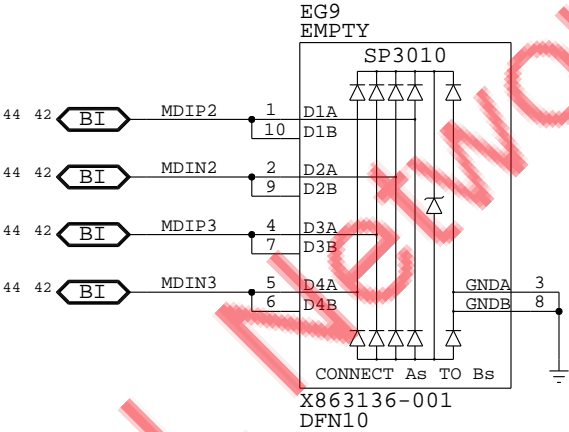 EG9
EMPTY
SP3010
44 42 BI MDIP2 1 D1A
10 D1B
44 42 BI MDIN2 2 D2A
9 D2B
44 42 BI MDIP3 4 D3A
7 D3B
44 42 BI MDIN3 5 D4A GNDA 3
6 D4B GNDB 8
CONNECT As TO Bs
X863136-001
DFN10
Netwo